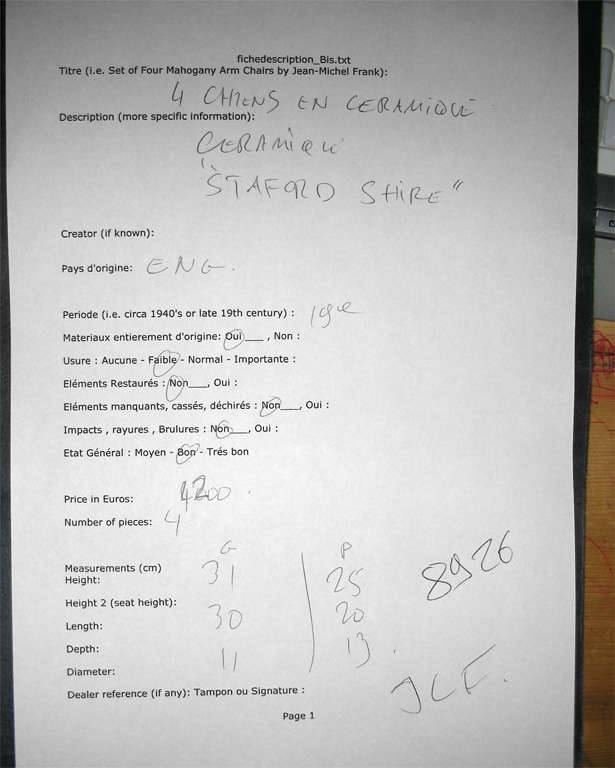 fichedescription_Bis.txt
Titre (i.e. Set of Four Mahogany Arm Chairs by Jean-Michel Frank):
4 CHIENS EN CERAMIQUE
Description (more specific information):
CERAMIQUE
"STAFORD SHIRE"
Creator (if known):
Pays d'origine: ENG.
Periode (i.e. circa 1940's or late 19th century) : 19e
Materiaux entierement d'origine: Oui___ , Non :
Usure : Aucune - Faible - Normal - Importante :
Eléments Restaurés : Non___, Oui :
Eléments manquants, cassés, déchirés : Non___, Oui :
Impacts , rayures , Brulures : Non___, Oui :
Etat Général : Moyen - Bon - Trés bon
Price in Euros: 4200 .
Number of pieces: 4
G P
Measurements (cm)
Height: 31 25
8926
Height 2 (seat height):
Length: 30 20
Depth: 11 13.
Diameter:
Dealer reference (if any): Tampon ou Signature : JCF.
Page 1